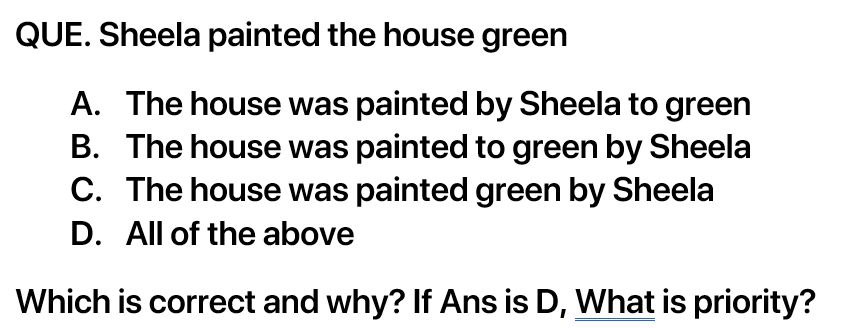 QUE. Sheela painted the house green
A. The house was painted by Sheela to green
B. The house was painted to green by Sheela
C. The house was painted green by Sheela
D. All of the above
Which is correct and why? If Ans is D, What is priority?